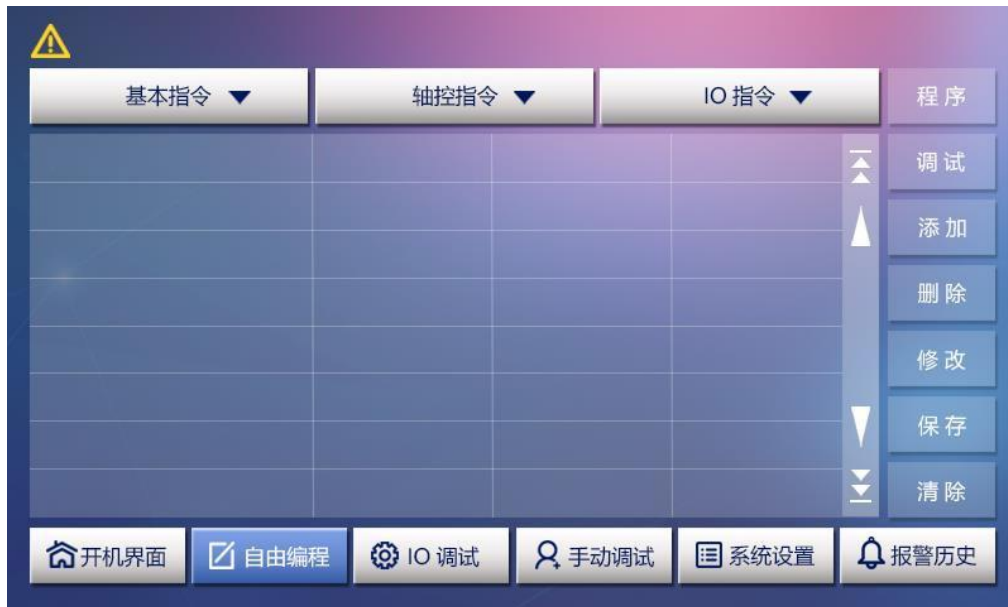 基本指令 轴控指令 IO 指令 程序
调试
添加
删除
修改
保存
清除
开机界面 自由编程 IO 调试 手动调试 系统设置 报警历史